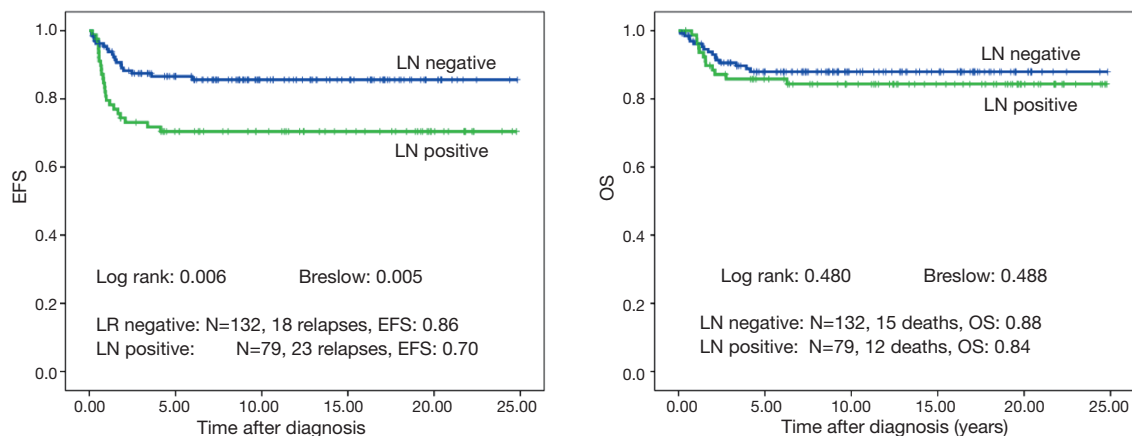 1.0
0.8
0.6
0.4
0.2
0.0
EFS
LN negative
LN positive
Log rank: 0.006 Breslow: 0.005
LR negative: N=132, 18 relapses, EFS: 0.86
LN positive: N=79, 23 relapses, EFS: 0.70
0.00 5.00 10.00 15.00 20.00 25.00
Time after diagnosis
1.0
0.8
0.6
0.4
0.2
0.0
OS
LN negative
LN positive
Log rank: 0.480 Breslow: 0.488
LN negative: N=132, 15 deaths, OS: 0.88
LN positive: N=79, 12 deaths, OS: 0.84
0.00 5.00 10.00 15.00 20.00 25.00
Time after diagnosis (years)